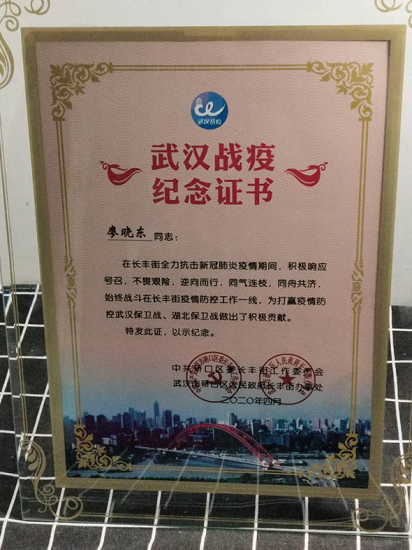 武汉战疫
纪念证书
廖晓东 同志：
在长丰街全力抗击新冠肺炎疫情期间，积极响应
号召，不畏艰险，逆向而行，同气连枝，同舟共济，
始终战斗在长丰街疫情防控工作一线，为打赢疫情防
控武汉保卫战、湖北保卫战做出了积极贡献。
特发此证，以示纪念。
中共硚口区委长丰街工作委员会
武汉市硚口区人民政府长丰街办事处
二〇二〇年四月